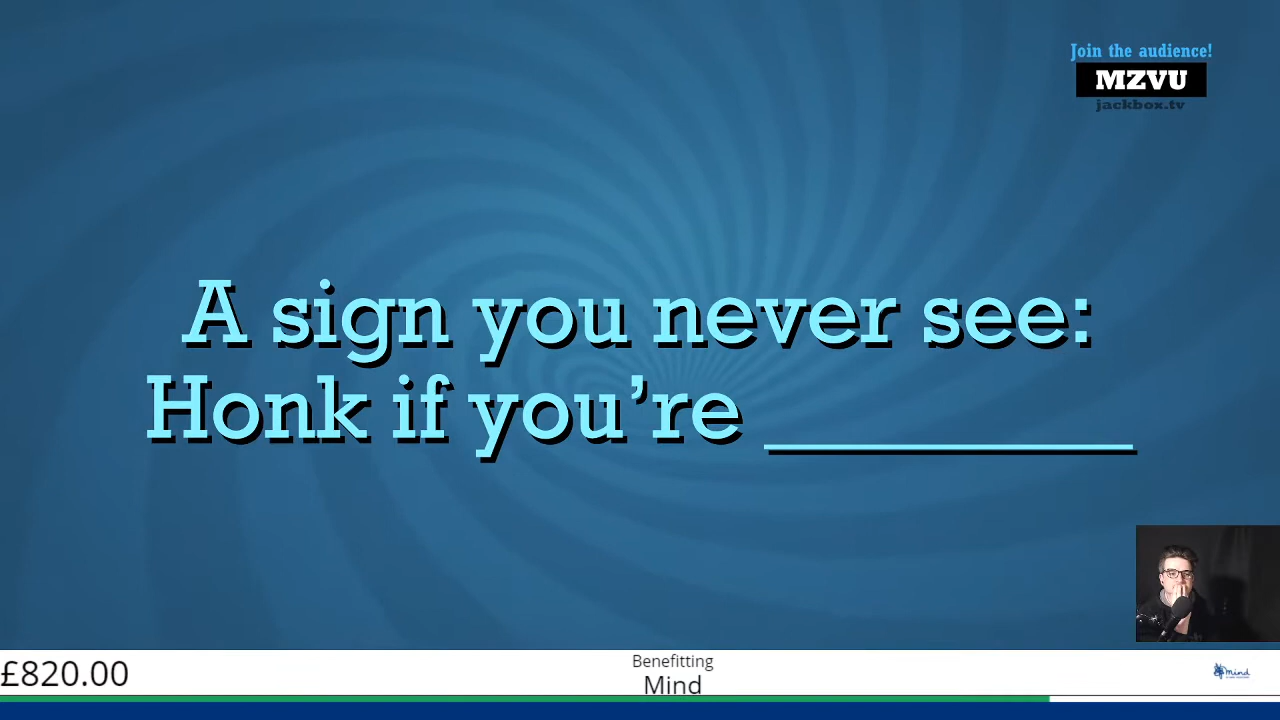 Join the audience!
MZVU
jackbox.tv
A sign you never see:
Honk if you're ________
£820.00
Benefitting
Mind
mind